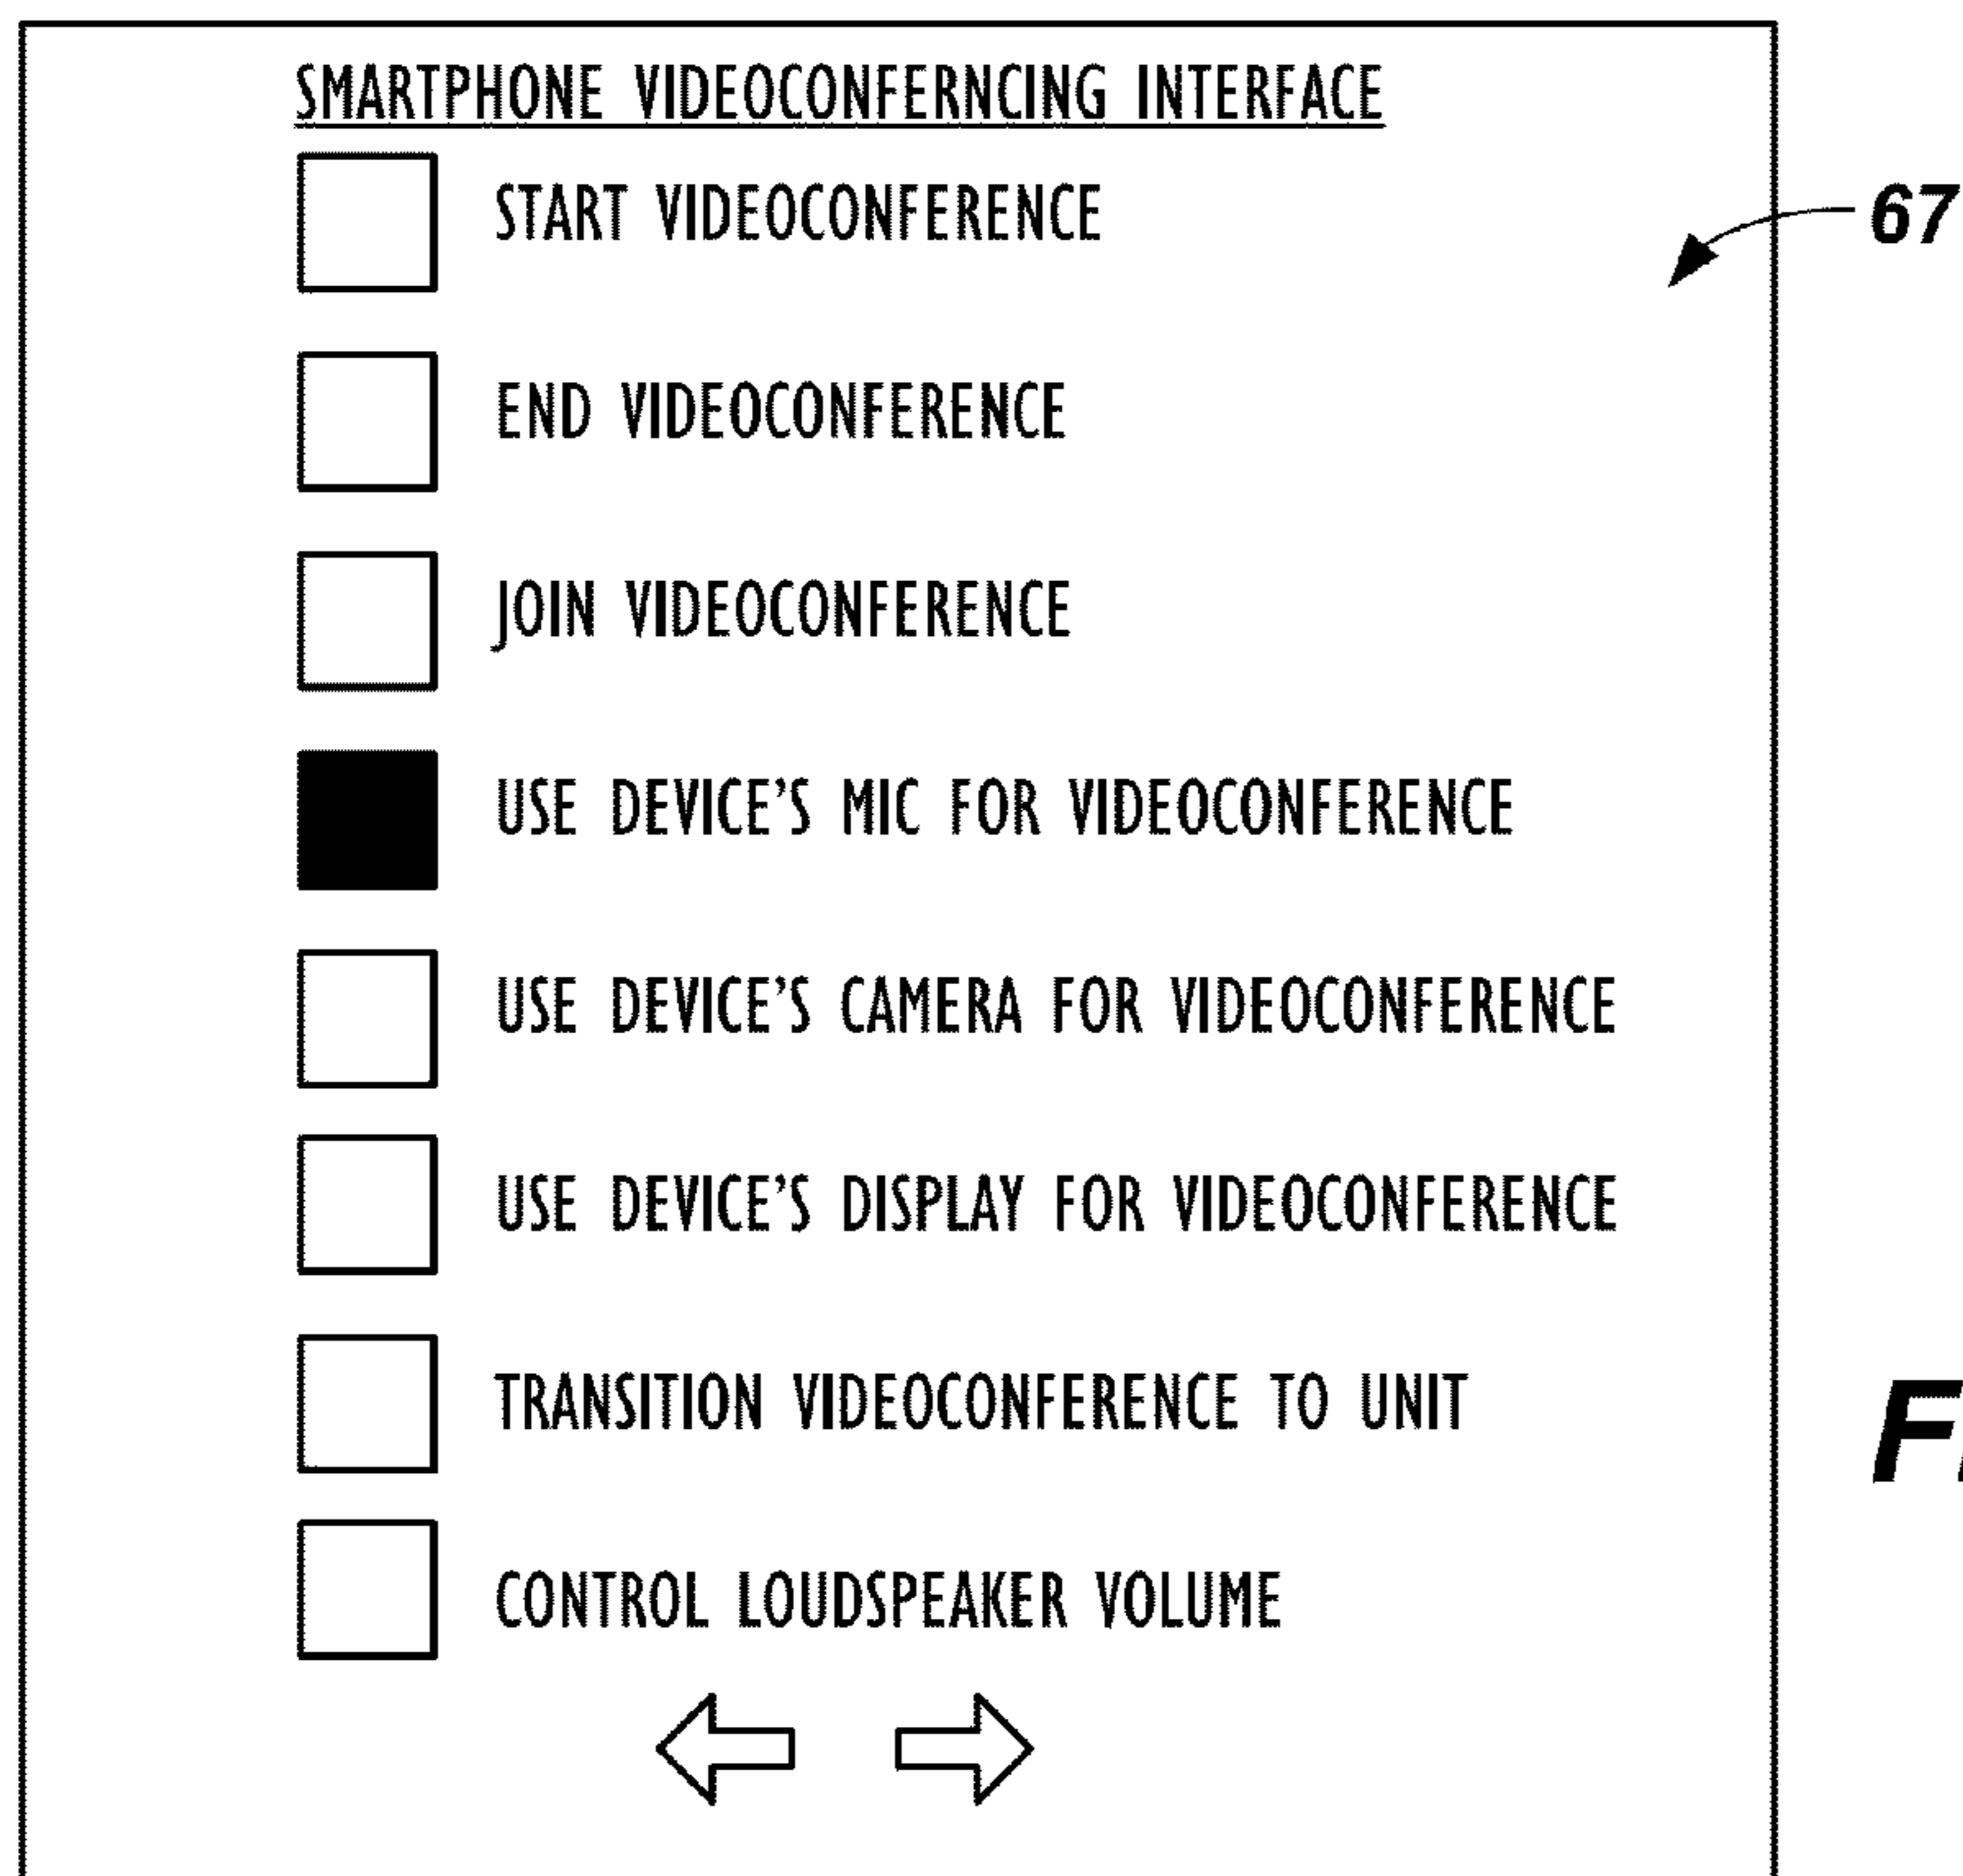 SMARTPHONE VIDEOCONFERNCING INTERFACE
START VIDEOCONFERENCE
67
END VIDEOCONFERENCE
JOIN VIDEOCONFERENCE
USE DEVICE'S MIC FOR VIDEOCONFERENCE
USE DEVICE'S CAMERA FOR VIDEOCONFERENCE
USE DEVICE'S DISPLAY FOR VIDEOCONFERENCE
TRANSITION VIDEOCONFERENCE TO UNIT
CONTROL LOUDSPEAKER VOLUME